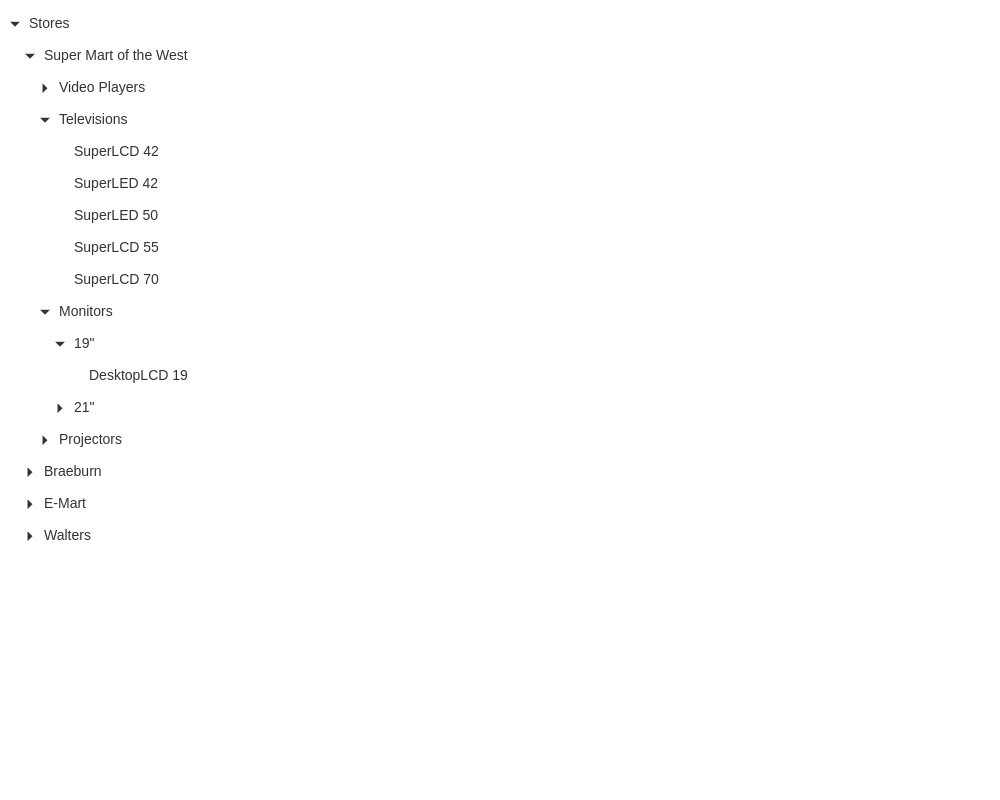 Stores
Super Mart of the West
Video Players
Televisions
SuperLCD 42
SuperLED 42
SuperLED 50
SuperLCD 55
SuperLCD 70
Monitors
19"
DesktopLCD 19
21"
Projectors
Braeburn
E-Mart
Walters